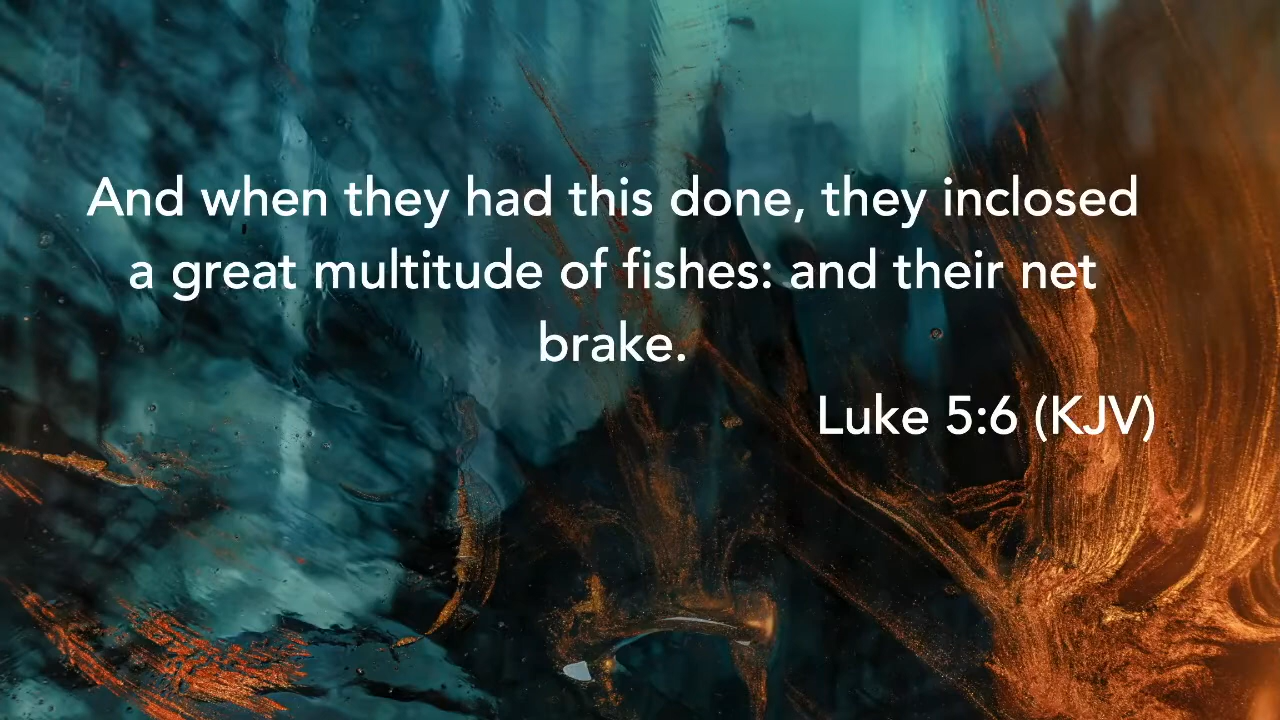 And when they had this done, they inclosed
a great multitude of fishes: and their net
brake.
Luke 5:6 (KJV)